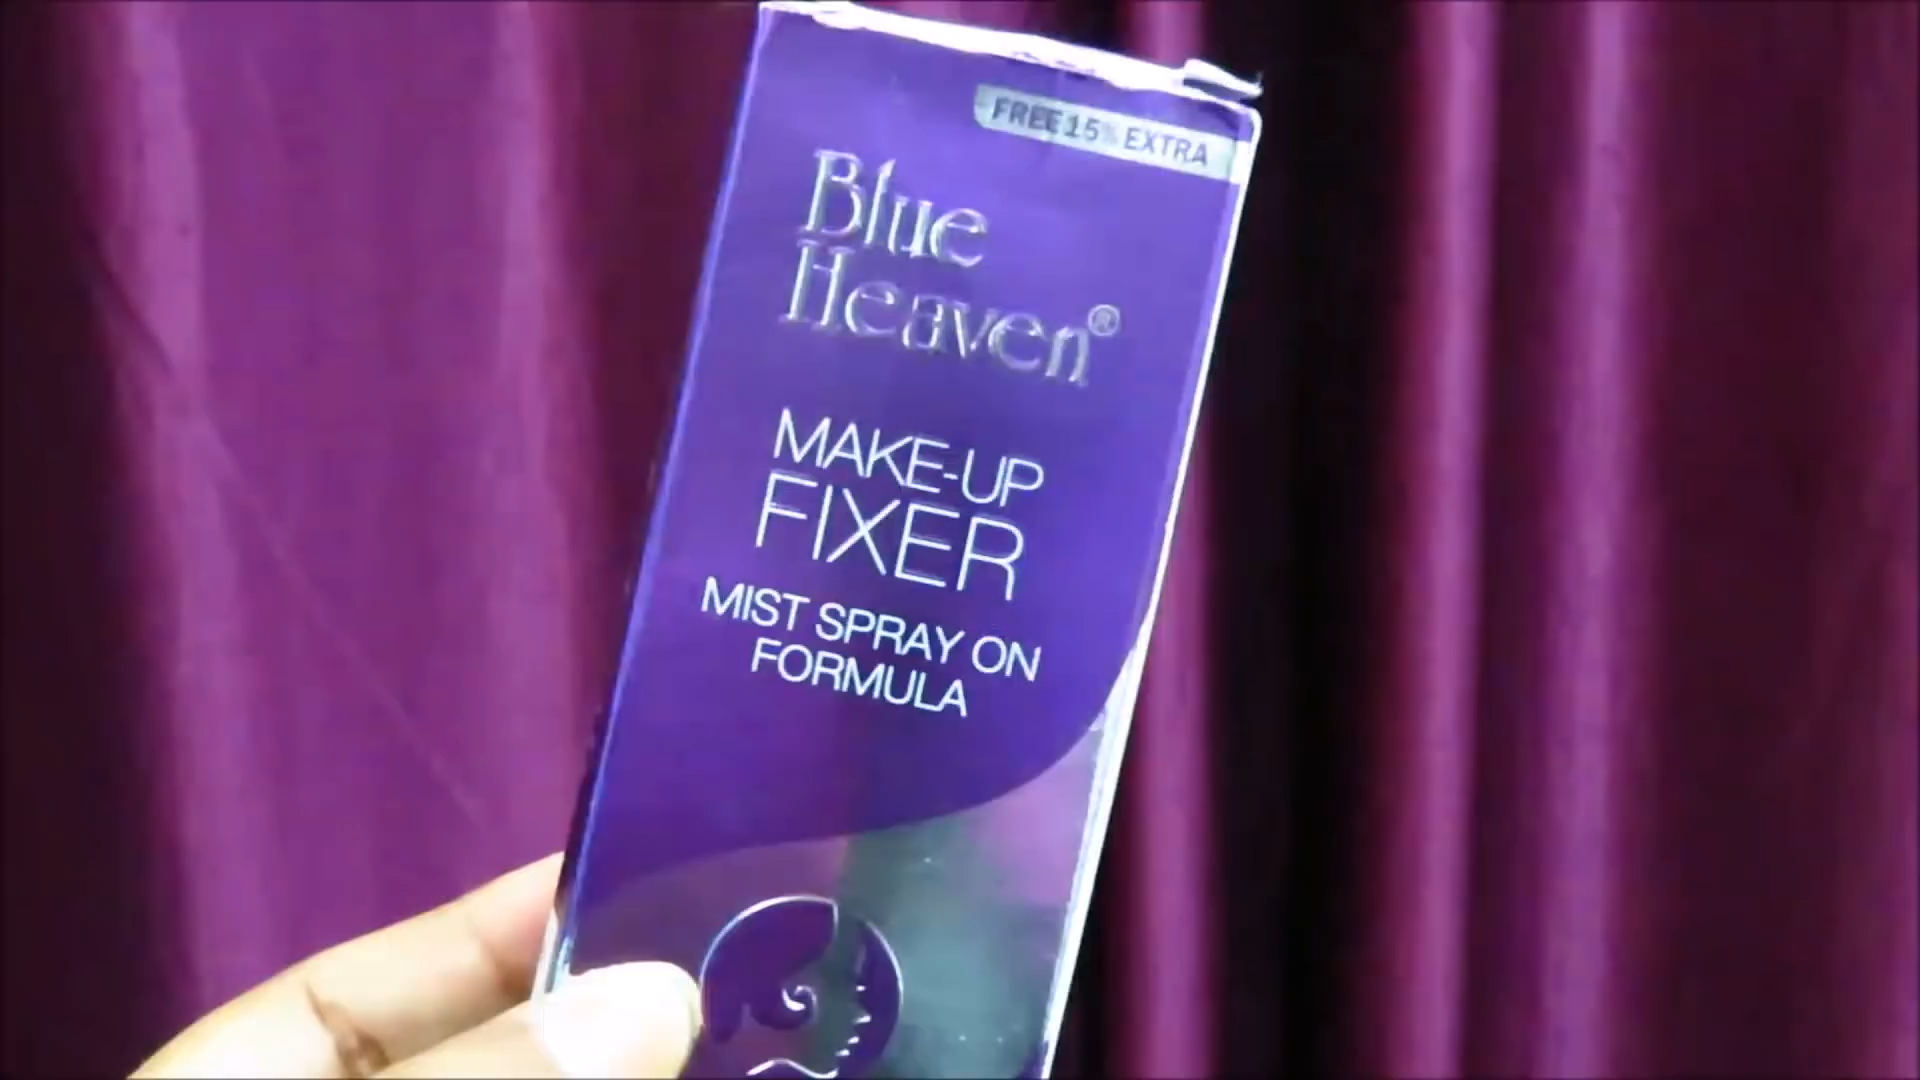 FREE 15% EXTRA
Blue
Heaven®
MAKE-UP
FIXER
MIST SPRAY ON
FORMULA